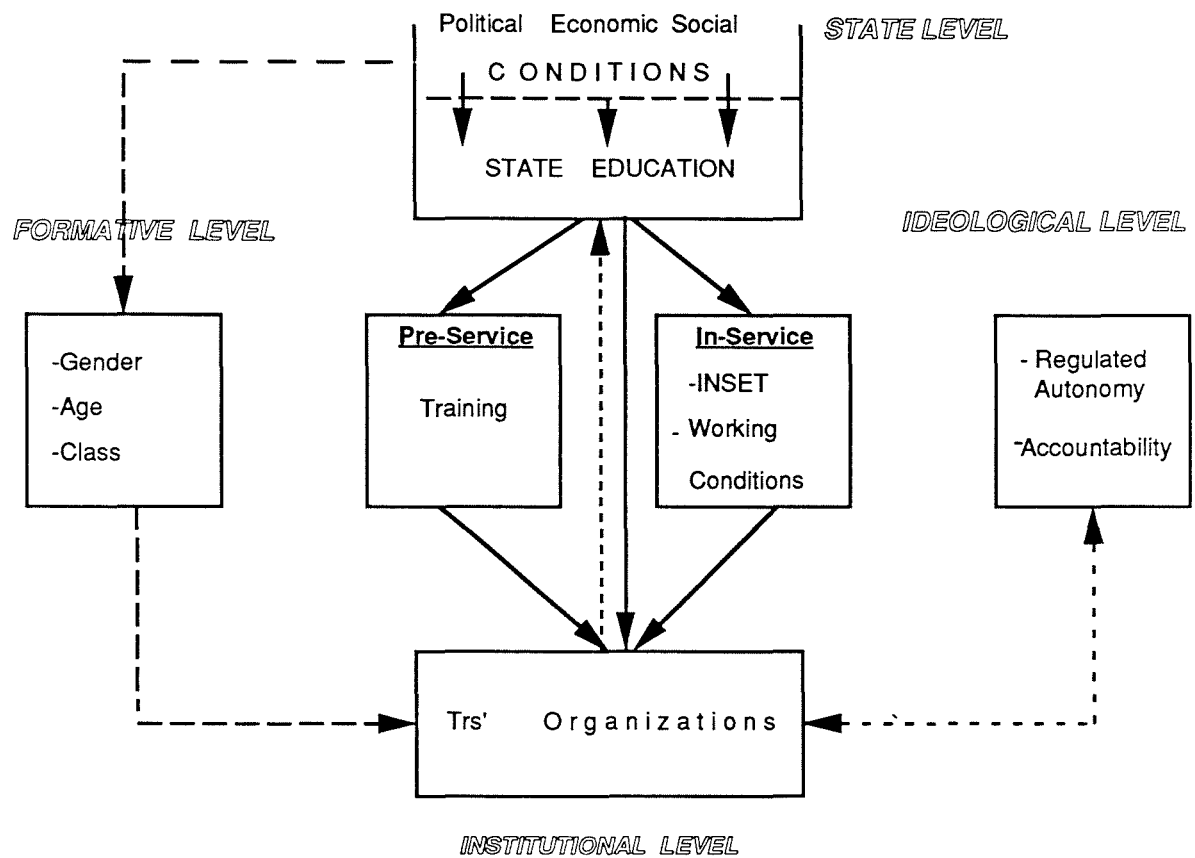 Political Economic Social
STATE LEVEL
CONDITIONS
STATE EDUCATION
FORMATIVE LEVEL
IDEOLOGICAL LEVEL
-Gender
-Age
-Class
Pre-Service
Training
In-Service
-INSET
- Working
Conditions
- Regulated
Autonomy
-Accountability
Trs' Organizations
INSTITUTIONAL LEVEL